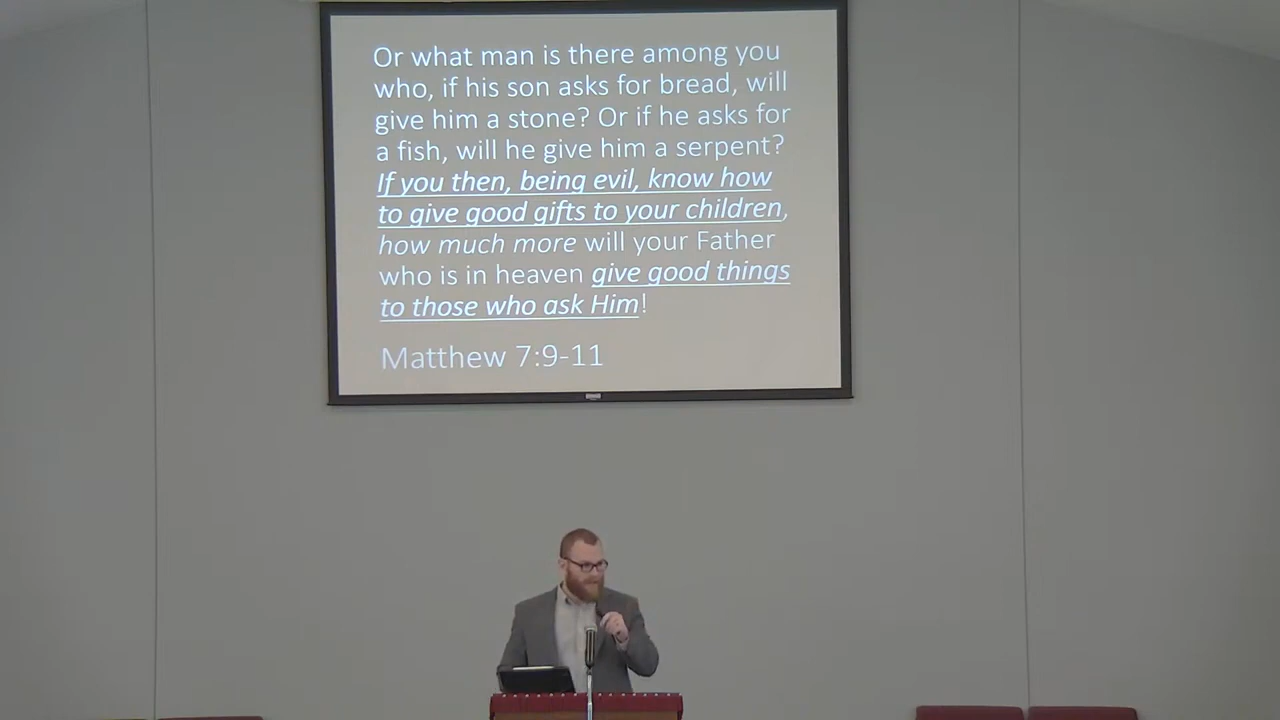 Or what man is there among you
who, if his son asks for bread, will
give him a stone? Or if he asks for
a fish, will he give him a serpent?
If you then, being evil, know how
to give good gifts to your children,
how much more will your Father
who is in heaven give good things
to those who ask Him!
Matthew 7:9-11